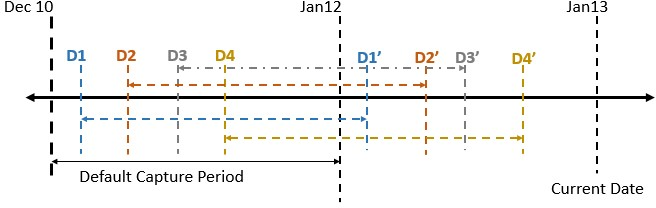 Dec 10 Jan12 Jan13
D1 D2 D3 D4 D1’ D2’ D3’ D4’
Default Capture Period
Current Date